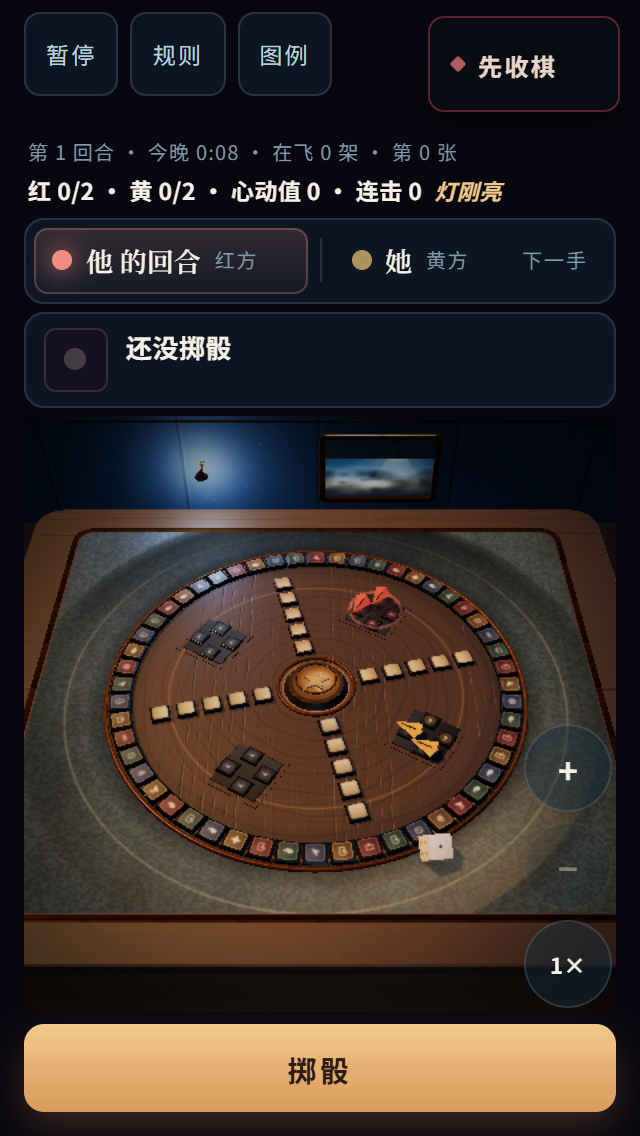 暂停 规则 图例 先收棋
第 1 回合 • 今晚 0:08 • 在飞 0 架 • 第 0 张
红 0/2 • 黄 0/2 • 心动值 0 • 连击 0 灯刚亮
他 的回合 红方 她 黄方 下一手
还没掷骰
+
−
1×
掷骰